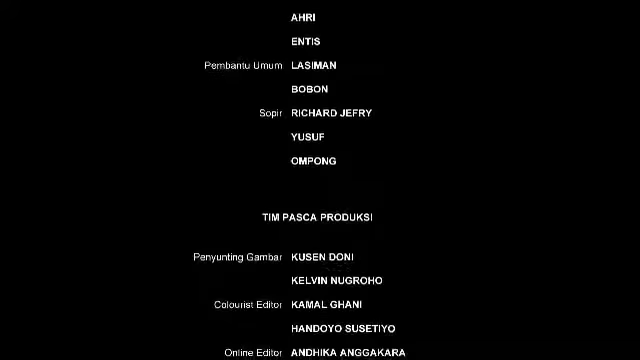 AHRI
ENTIS
Pembantu Umum LASIMAN
BOBON
Sopir RICHARD JEFRY
YUSUF
OMPONG
TIM PASCA PRODUKSI
Penyunting Gambar KUSEN DONI
KELVIN NUGROHO
Colourist Editor KAMAL GHANI
HANDOYO SUSETIYO
Online Editor ANDHIKA ANGGAKARA